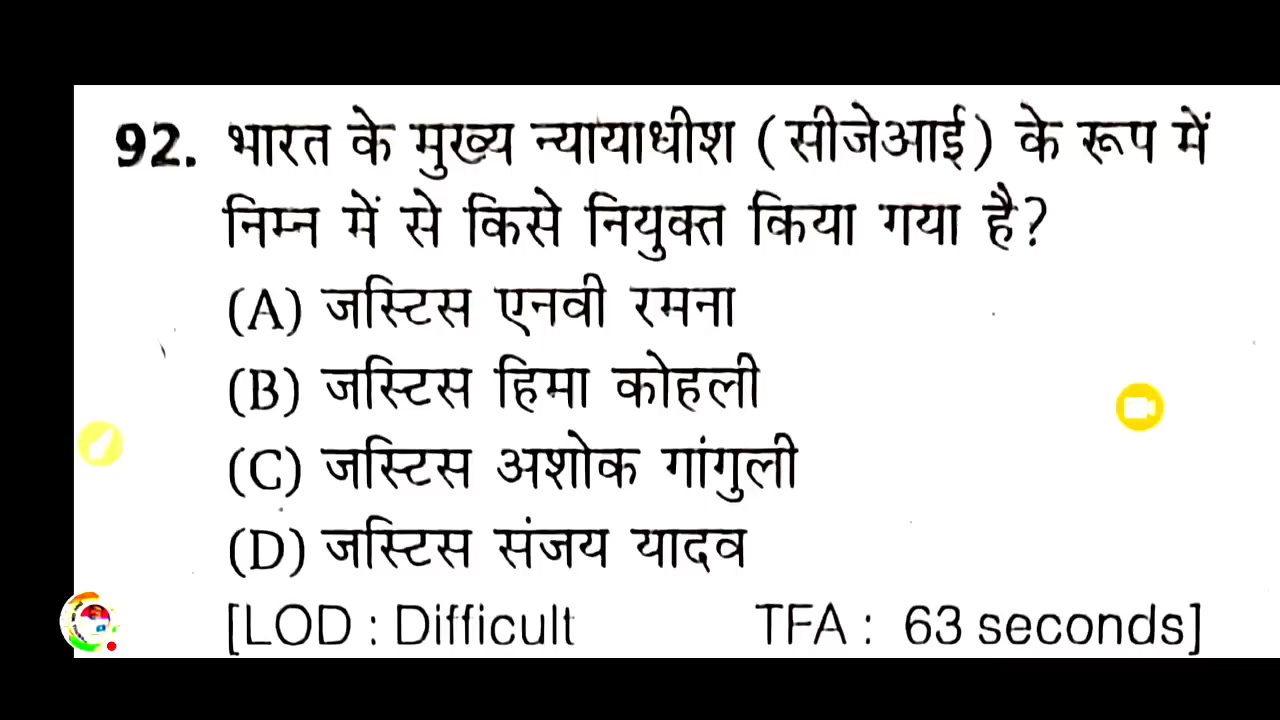 92. भारत के मुख्य न्यायाधीश (सीजेआई) के रूप में
निम्न में से किसे नियुक्त किया गया है?
(A) जस्टिस एनवी रमना
(B) जस्टिस हिमा कोहली
(C) जस्टिस अशोक गांगुली
(D) जस्टिस संजय यादव
[LOD : Difficult TFA : 63 seconds]